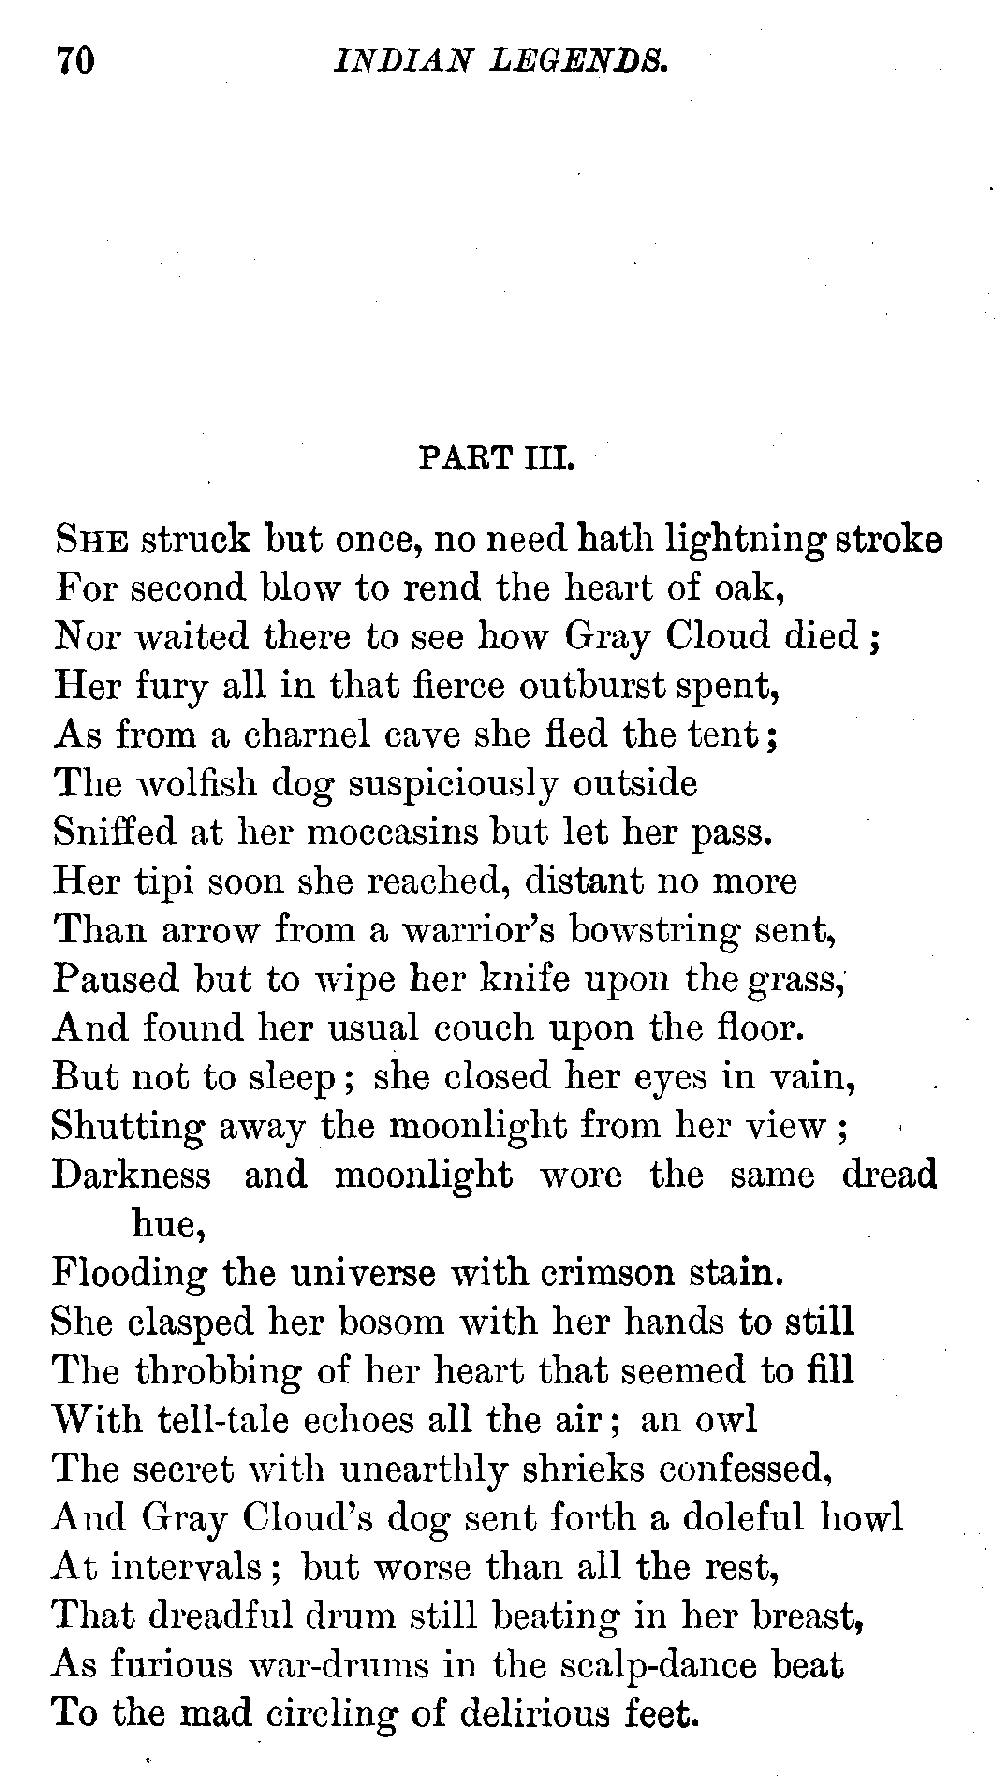 70 INDIAN LEGENDS.
PART III.
SHE struck but once, no need hath lightning stroke
For second blow to rend the heart of oak,
Nor waited there to see how Gray Cloud died ;
Her fury all in that fierce outburst spent,
As from a charnel cave she fled the tent ;
The wolfish dog suspiciously outside
Sniffed at her moccasins but let her pass.
Her tipi soon she reached, distant no more
Than arrow from a warrior's bowstring sent,
Paused but to wipe her knife upon the grass,
And found her usual couch upon the floor.
But not to sleep ; she closed her eyes in vain,
Shutting away the moonlight from her view ;
Darkness and moonlight wore the same dread
hue,
Flooding the universe with crimson stain.
She clasped her bosom with her hands to still
The throbbing of her heart that seemed to fill
With tell-tale echoes all the air ; an owl
The secret with unearthly shrieks confessed,
And Gray Cloud's dog sent forth a doleful howl
At intervals ; but worse than all the rest,
That dreadful drum still beating in her breast,
As furious war-drums in the scalp-dance beat
To the mad circling of delirious feet.